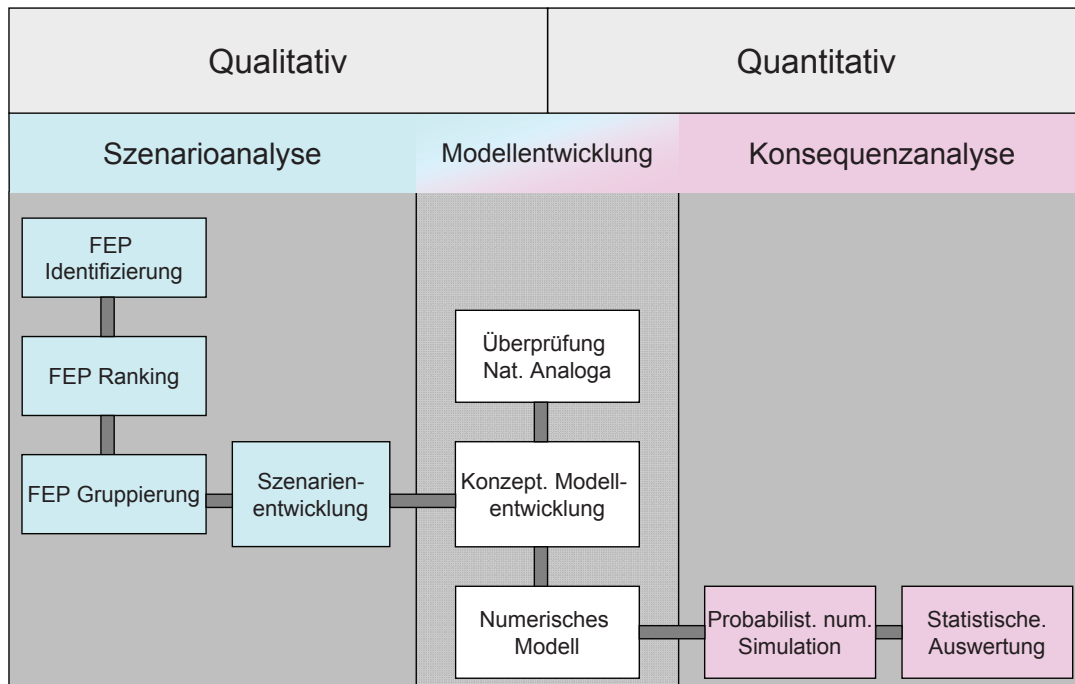 Qualitativ
Quantitativ
Szenarioanalyse
Modellentwicklung
Konsequenzanalyse
FEP
Identifizierung
FEP Ranking
FEP Gruppierung
Szenarien-
entwicklung
Überprüfung
Nat. Analoga
Konzept. Modell-
entwicklung
Numerisches
Modell
Probabilist. num.
Simulation
Statistische.
Auswertung